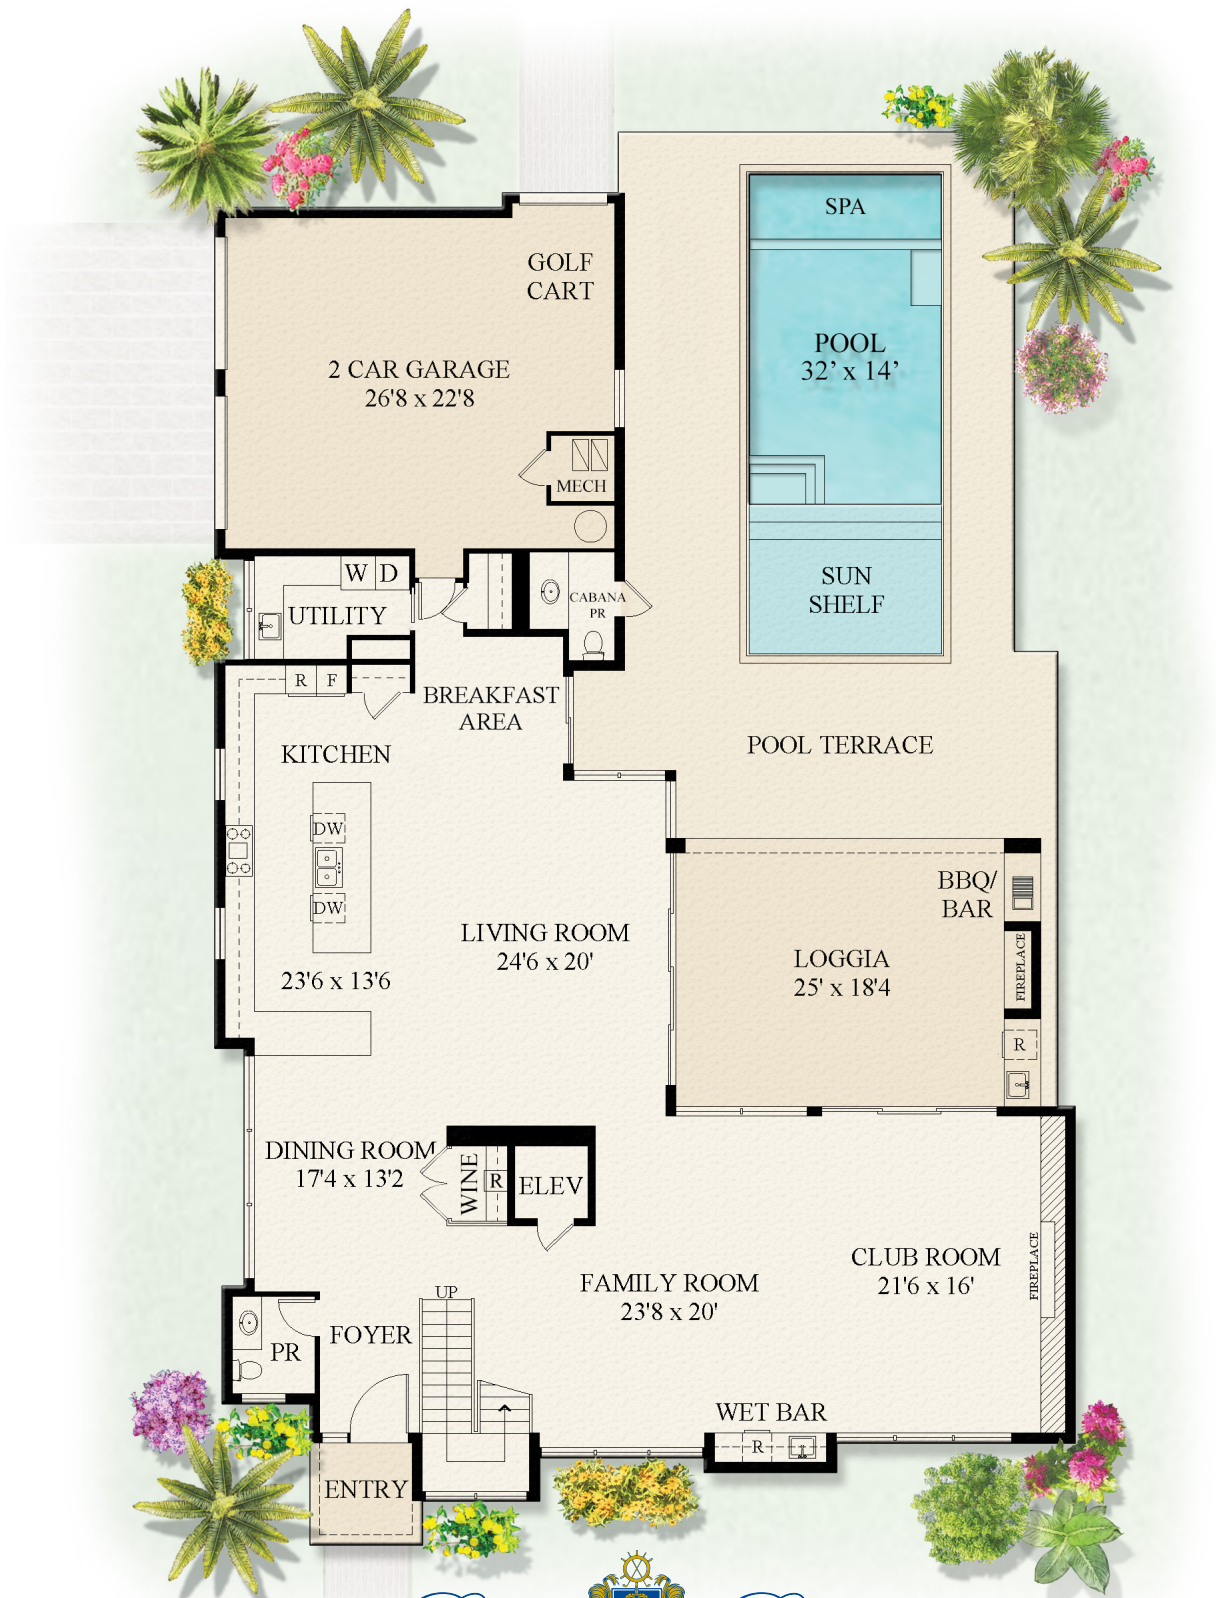 SPA
GOLF
CART
POOL
32' x 14'
2 CAR GARAGE
26'8 x 22'8
MECH
W D
UTILITY
CABANA
PR
SUN
SHELF
R F
BREAKFAST
AREA
KITCHEN
POOL TERRACE
DW
DW
BBQ/
BAR
LIVING ROOM
24'6 x 20'
LOGGIA
25' x 18'4
FIREPLACE
23'6 x 13'6
R
DINING ROOM
17'4 x 13'2
WINE
R
ELEV
CLUB ROOM
21'6 x 16'
FIREPLACE
FAMILY ROOM
23'8 x 20'
UP
FOYER
PR
WET BAR
R
ENTRY